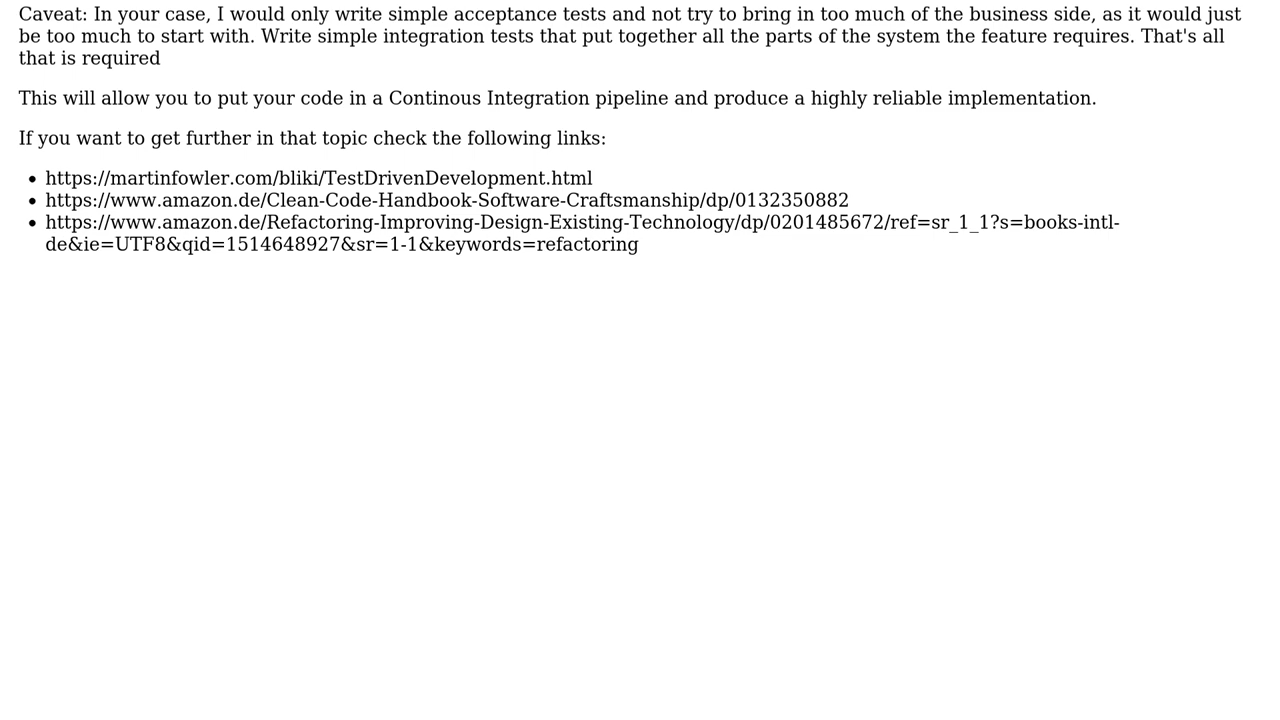 Caveat: In your case, I would only write simple acceptance tests and not try to bring in too much of the business side, as it would just
be too much to start with. Write simple integration tests that put together all the parts of the system the feature requires. That's all
that is required
This will allow you to put your code in a Continous Integration pipeline and produce a highly reliable implementation.
If you want to get further in that topic check the following links:
• https://martinfowler.com/bliki/TestDrivenDevelopment.html
• https://www.amazon.de/Clean-Code-Handbook-Software-Craftsmanship/dp/0132350882
• https://www.amazon.de/Refactoring-Improving-Design-Existing-Technology/dp/0201485672/ref=sr_1_1?s=books-intl-
de&ie=UTF8&qid=1514648927&sr=1-1&keywords=refactoring